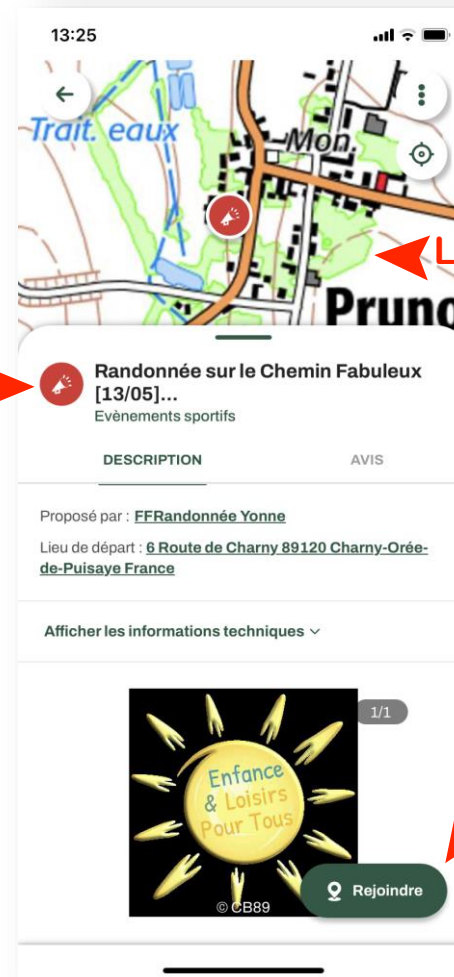 13:25
Trait. eaux
Mon.
Pruno
Randonnée sur le Chemin Fabuleux
[13/05]...
Evènements sportifs
DESCRIPTION
AVIS
Proposé par : FFRandonnée Yonne
Lieu de départ : 6 Route de Charny 89120 Charny-Orée-
de-Puisaye France
Afficher les informations techniques
1/1
Enfance
& Loisirs
Pour Tous
© CB89
Rejoindre